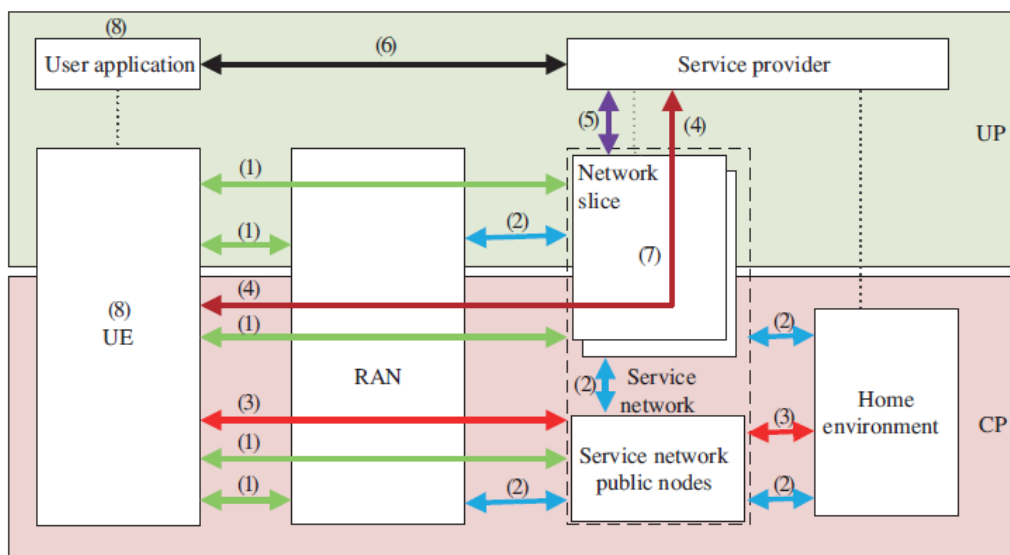 (8)
User application
(6)
Service provider
(5)
(4)
UP
(1)
Network
slice
(1)
(2)
(7)
(4)
(8)
UE
(1)
(2)
RAN
(2)
Service
network
(3)
(3)
Home
environment
CP
(1)
Service network
public nodes
(1)
(2)
(2)